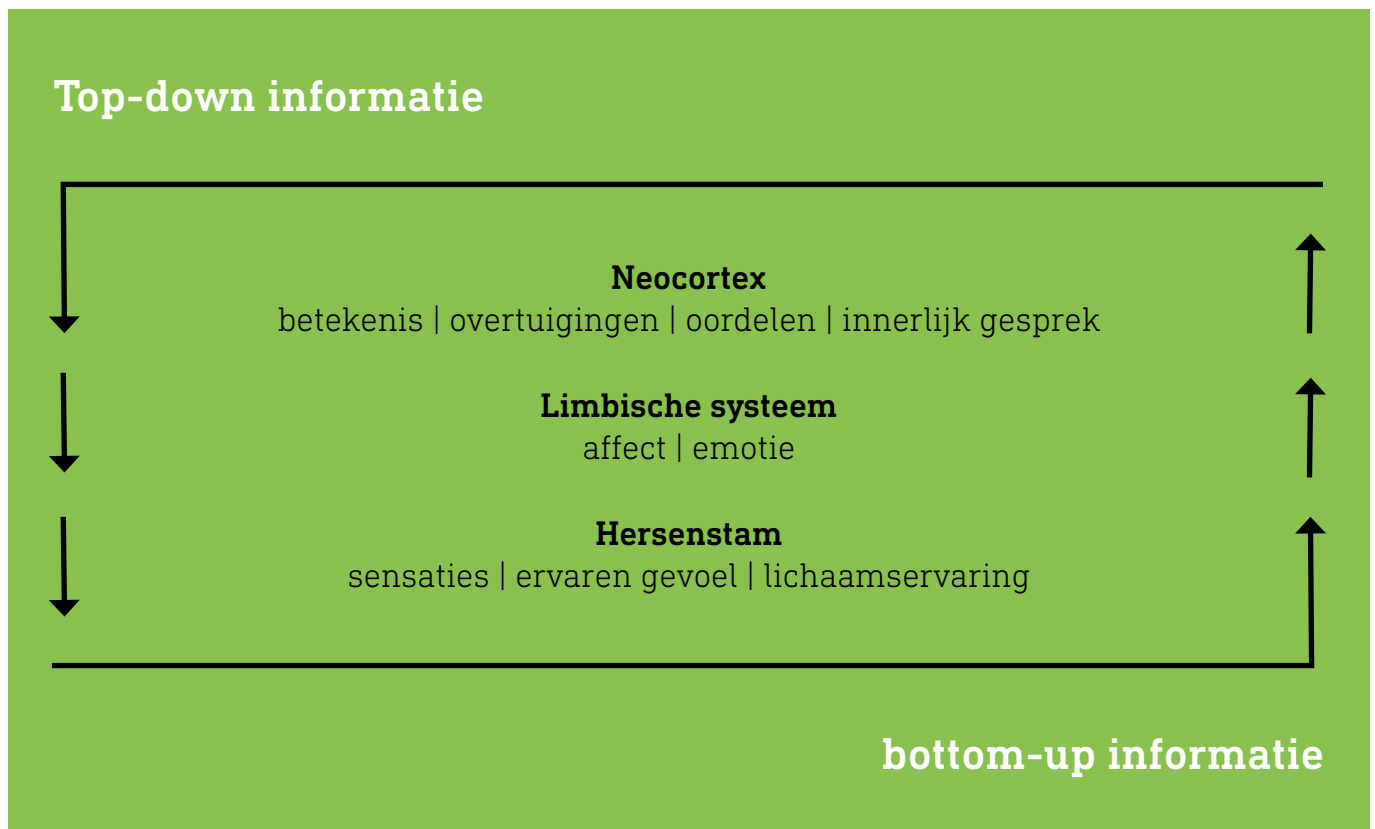 Top-down informatie
Neocortex
betekenis | overtuigingen | oordelen | innerlijk gesprek
Limbische systeem
affect | emotie
Hersenstam
sensaties | ervaren gevoel | lichaamservaring
bottom-up informatie